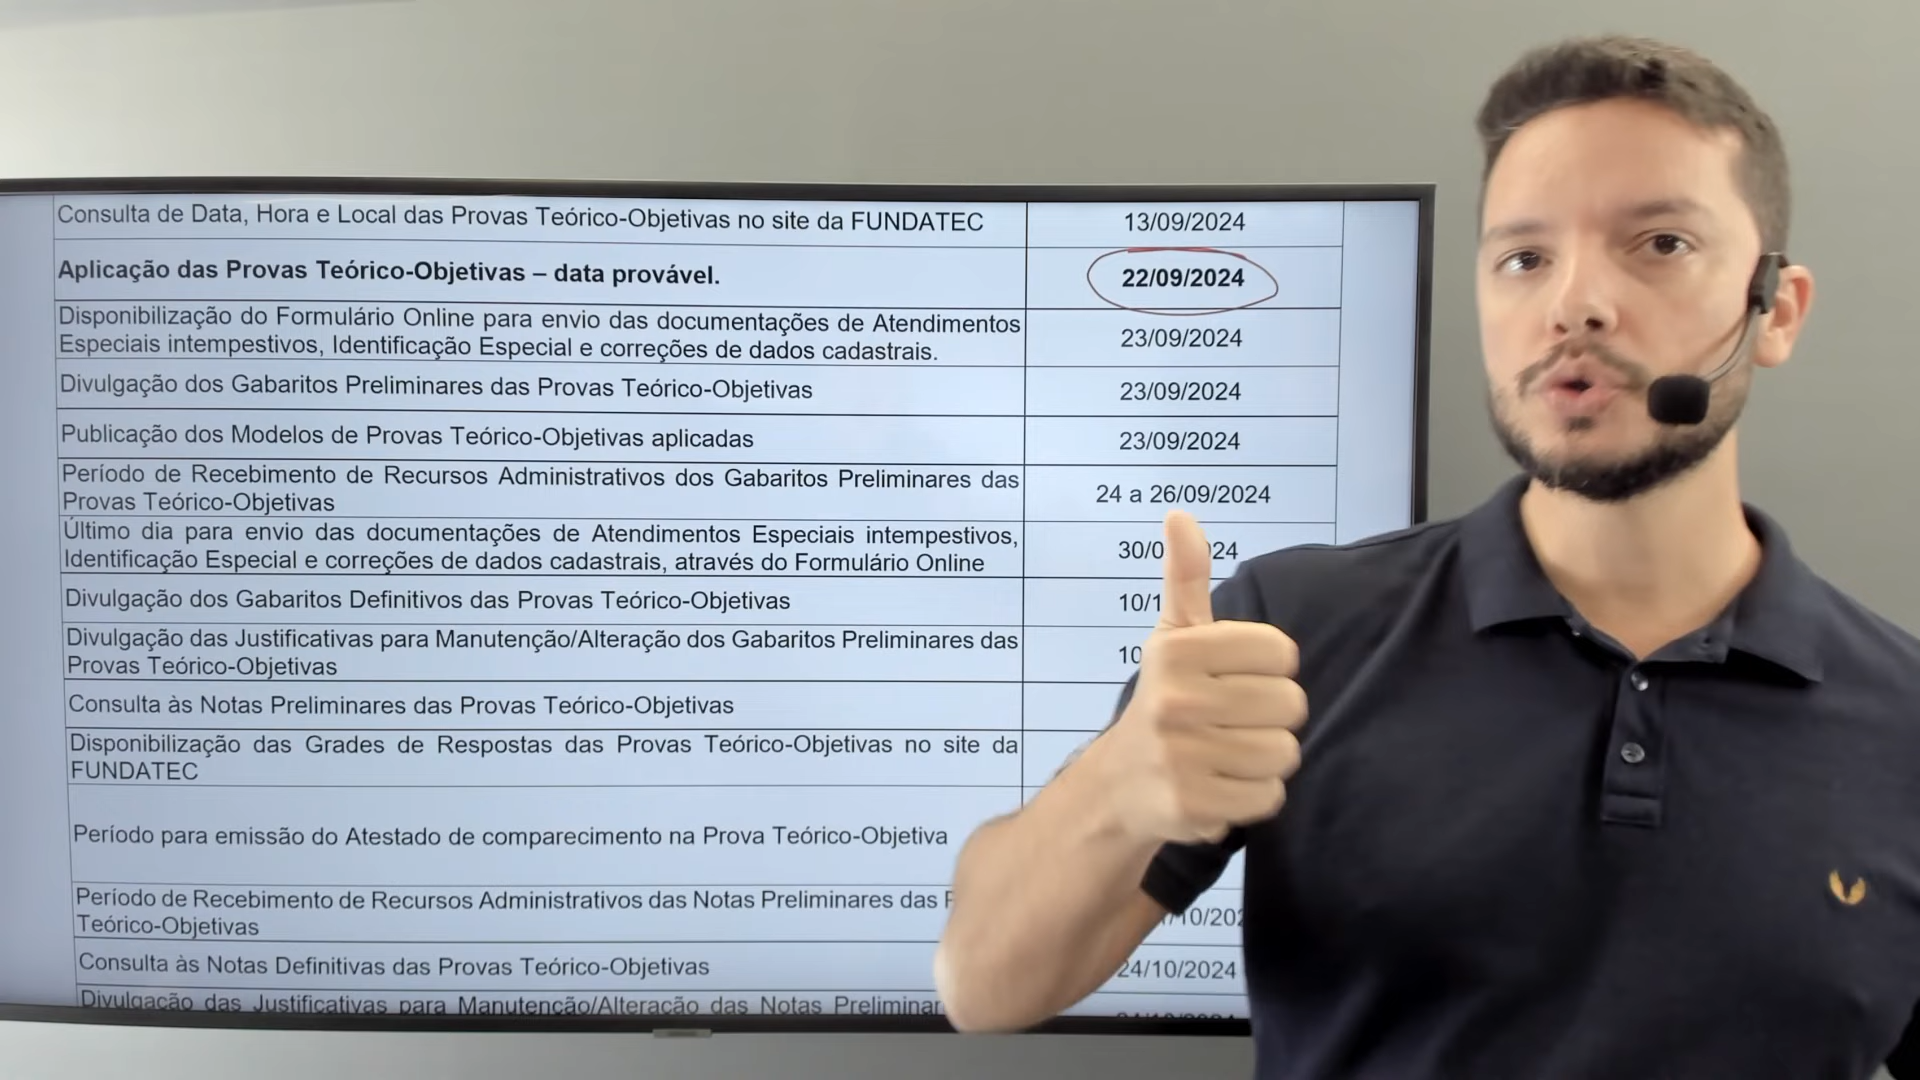 Consulta de Data, Hora e Local das Provas Teórico-Objetivas no site da FUNDATEC 13/09/2024
Aplicação das Provas Teórico-Objetivas – data provável. 22/09/2024
Disponibilização do Formulário Online para envio das documentações de Atendimentos
Especiais intempestivos, Identificação Especial e correções de dados cadastrais. 23/09/2024
Divulgação dos Gabaritos Preliminares das Provas Teórico-Objetivas 23/09/2024
Publicação dos Modelos de Provas Teórico-Objetivas aplicadas 23/09/2024
Período de Recebimento de Recursos Administrativos dos Gabaritos Preliminares das
Provas Teórico-Objetivas 24 a 26/09/2024
Último dia para envio das documentações de Atendimentos Especiais intempestivos,
Identificação Especial e correções de dados cadastrais, através do Formulário Online
Divulgação dos Gabaritos Definitivos das Provas Teórico-Objetivas
Divulgação das Justificativas para Manutenção/Alteração dos Gabaritos Preliminares das
Provas Teórico-Objetivas
Consulta às Notas Preliminares das Provas Teórico-Objetivas
Disponibilização das Grades de Respostas das Provas Teórico-Objetivas no site da
FUNDATEC
Período para emissão do Atestado de comparecimento na Prova Teórico-Objetiva
Período de Recebimento de Recursos Administrativos das Notas Preliminares das
Teórico-Objetivas
Consulta às Notas Definitivas das Provas Teórico-Objetivas 24/10/2024
Divulgação das Justificativas para Manutenção/Alteração das Notas